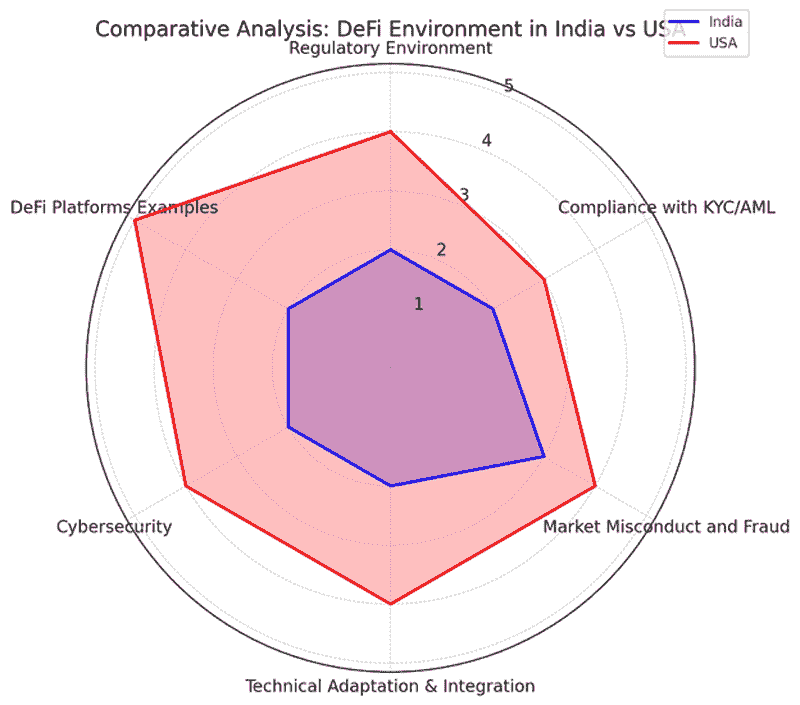 Comparative Analysis: DeFi Environment in India vs USA
India
USA
Regulatory Environment
5
4
3
2
1
DeFi Platforms Examples
Compliance with KYC/AML
Cybersecurity
Market Misconduct and Fraud
Technical Adaptation & Integration